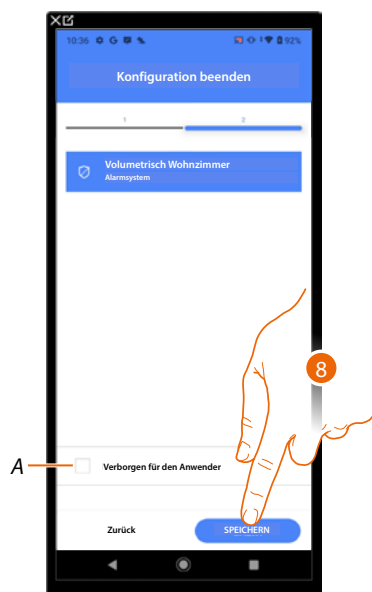 10:36 92%
Konfiguration beenden
1 2
Volumetrisch Wohnzimmer
Alarmsystem
8
A
Verborgen für den Anwender
Zurück SPEICHERN